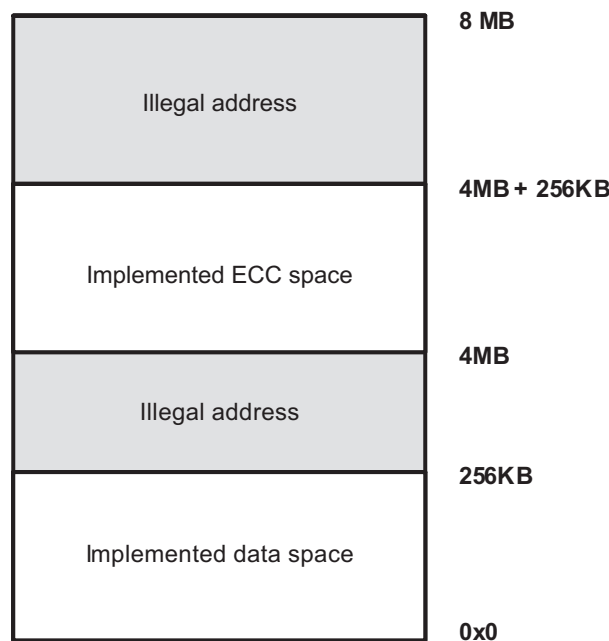 8 MB
Illegal address
4MB + 256KB
Implemented ECC space
4MB
Illegal address
256KB
Implemented data space
0x0